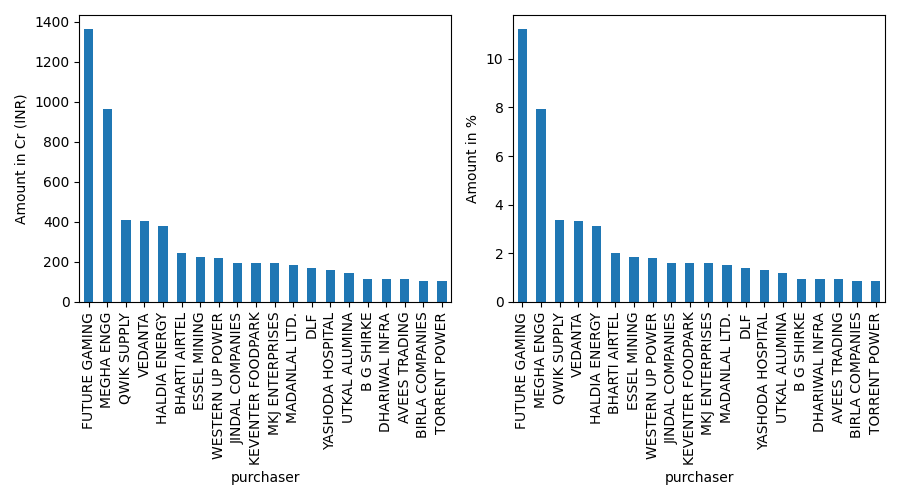 1400
1200
1000
800
600
400
200
0
Amount in Cr (INR)
FUTURE GAMING
MEGHA ENGG
QWIK SUPPLY
VEDANTA
HALDIA ENERGY
BHARTI AIRTEL
ESSEL MINING
WESTERN UP POWER
JINDAL COMPANIES
KEVENTER FOODPARK
MKJ ENTERPRISES
MADANLAL LTD.
DLF
YASHODA HOSPITAL
UTKAL ALUMINA
B G SHIRKE
DHARIWAL INFRA
AVEES TRADING
BIRLA COMPANIES
TORRENT POWER
purchaser
10
8
6
4
2
0
Amount in %
FUTURE GAMING
MEGHA ENGG
QWIK SUPPLY
VEDANTA
HALDIA ENERGY
BHARTI AIRTEL
ESSEL MINING
WESTERN UP POWER
JINDAL COMPANIES
KEVENTER FOODPARK
MKJ ENTERPRISES
MADANLAL LTD.
DLF
YASHODA HOSPITAL
UTKAL ALUMINA
B G SHIRKE
DHARIWAL INFRA
AVEES TRADING
BIRLA COMPANIES
TORRENT POWER
purchaser